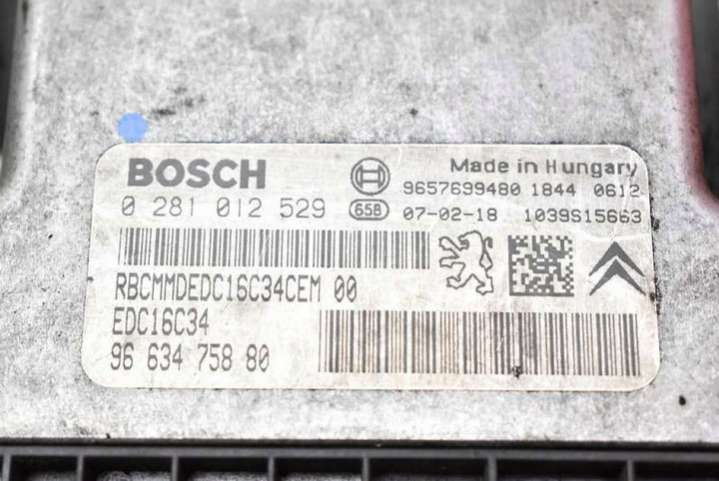 BOSCH
Made in Hungary
9657699480 1844 0612
0 281 012 529 658 07-02-18 1039S15663
RBCMMDEDC16C34CEM 00
EDC16C34
96 634 758 80